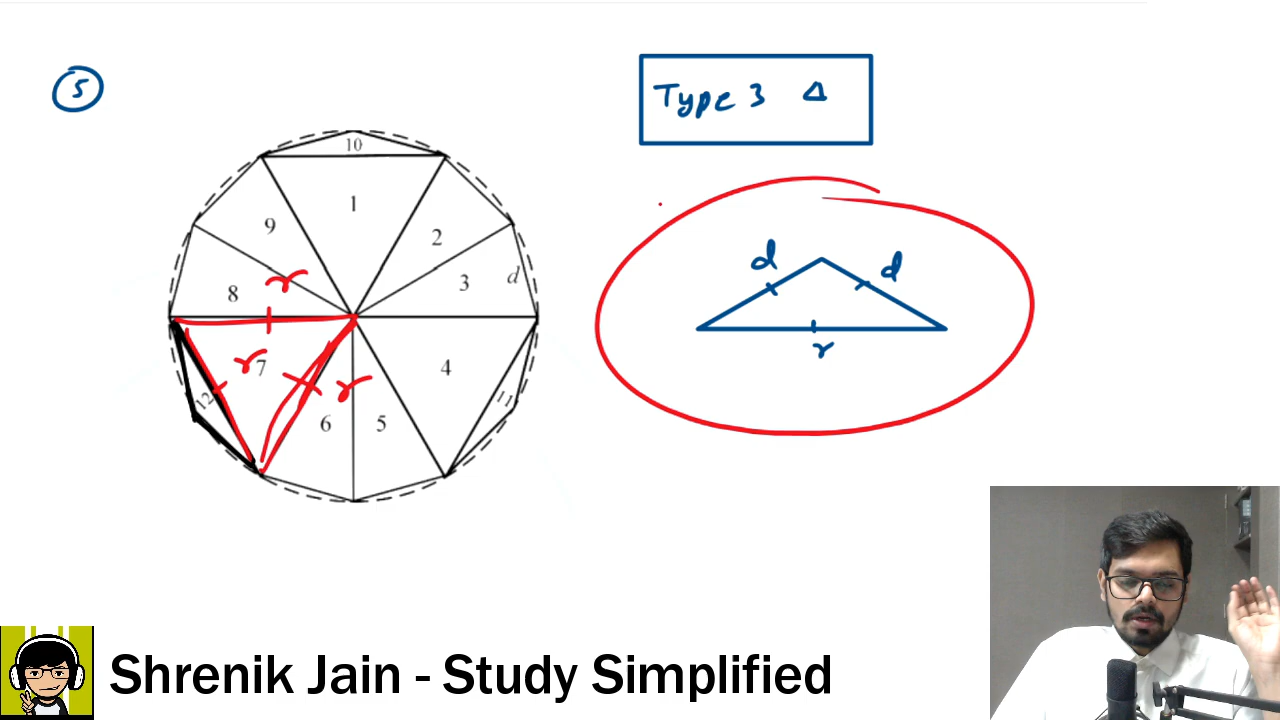 5
Type 3 Δ
10
1
9
2
3
d
8
r
r
7
r
4
12
11
6
5
d
d
r
Shrenik Jain - Study Simplified